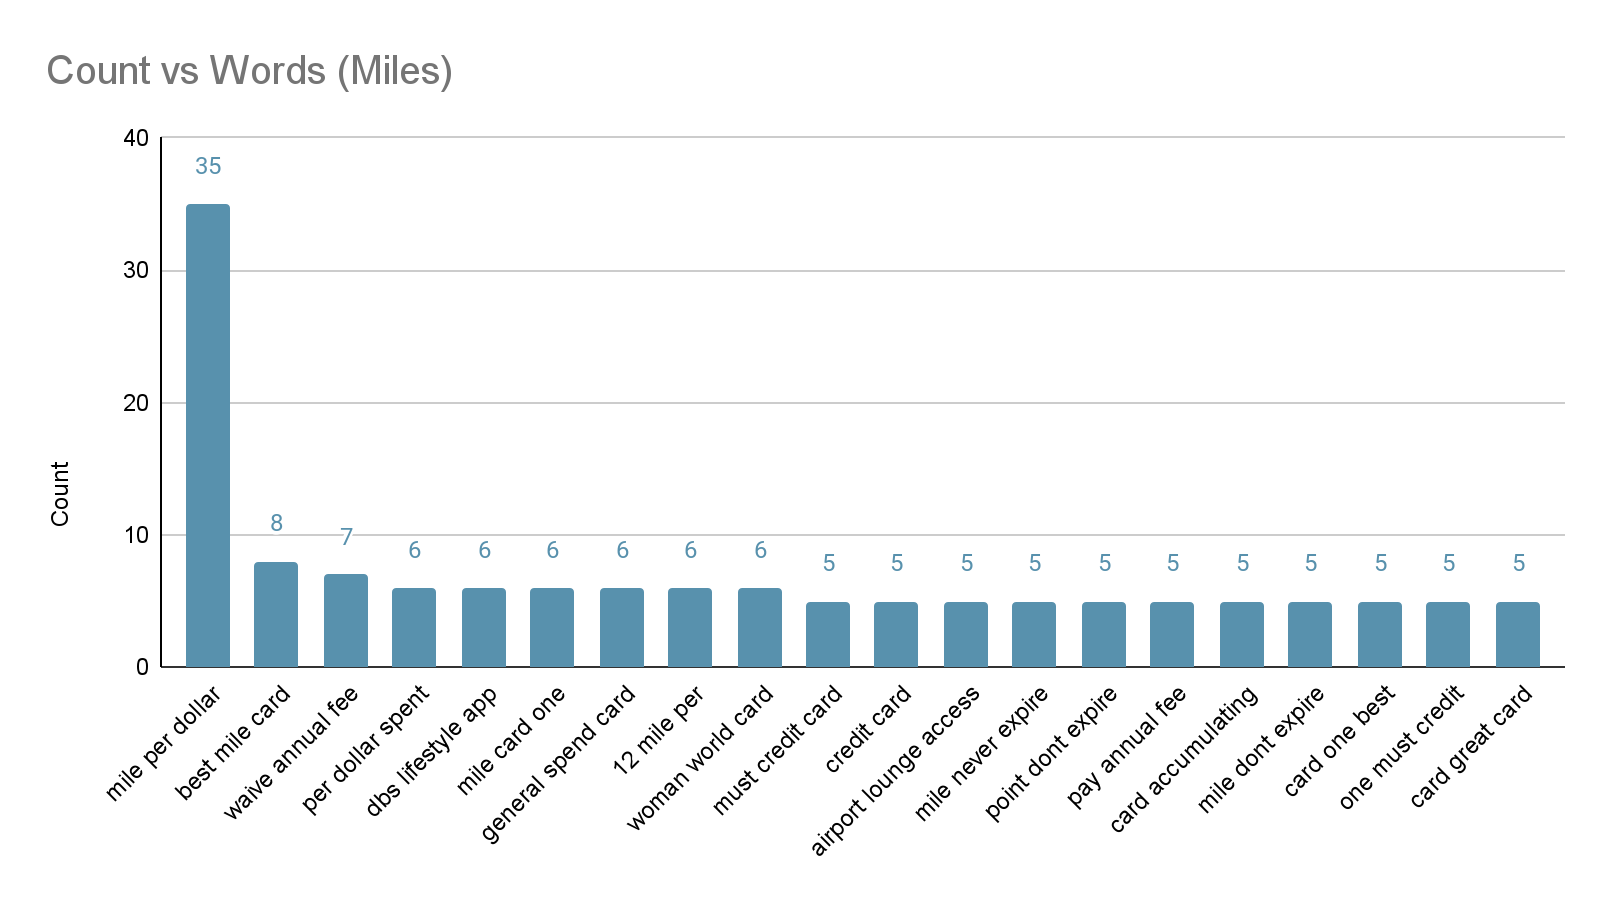 Count vs Words (Miles)
Count
40
30
20
10
0
35
8
7
6
6
6
6
6
6
5
5
5
5
5
5
5
5
5
5
5
mile per dollar
best mile card
waive annual fee
per dollar spent
dbs lifestyle app
mile card one
general spend card
12 mile per
woman world card
must credit card
credit card
airport lounge access
mile never expire
point dont expire
pay annual fee
card accumulating
mile dont expire
card one best
one must credit
card great card